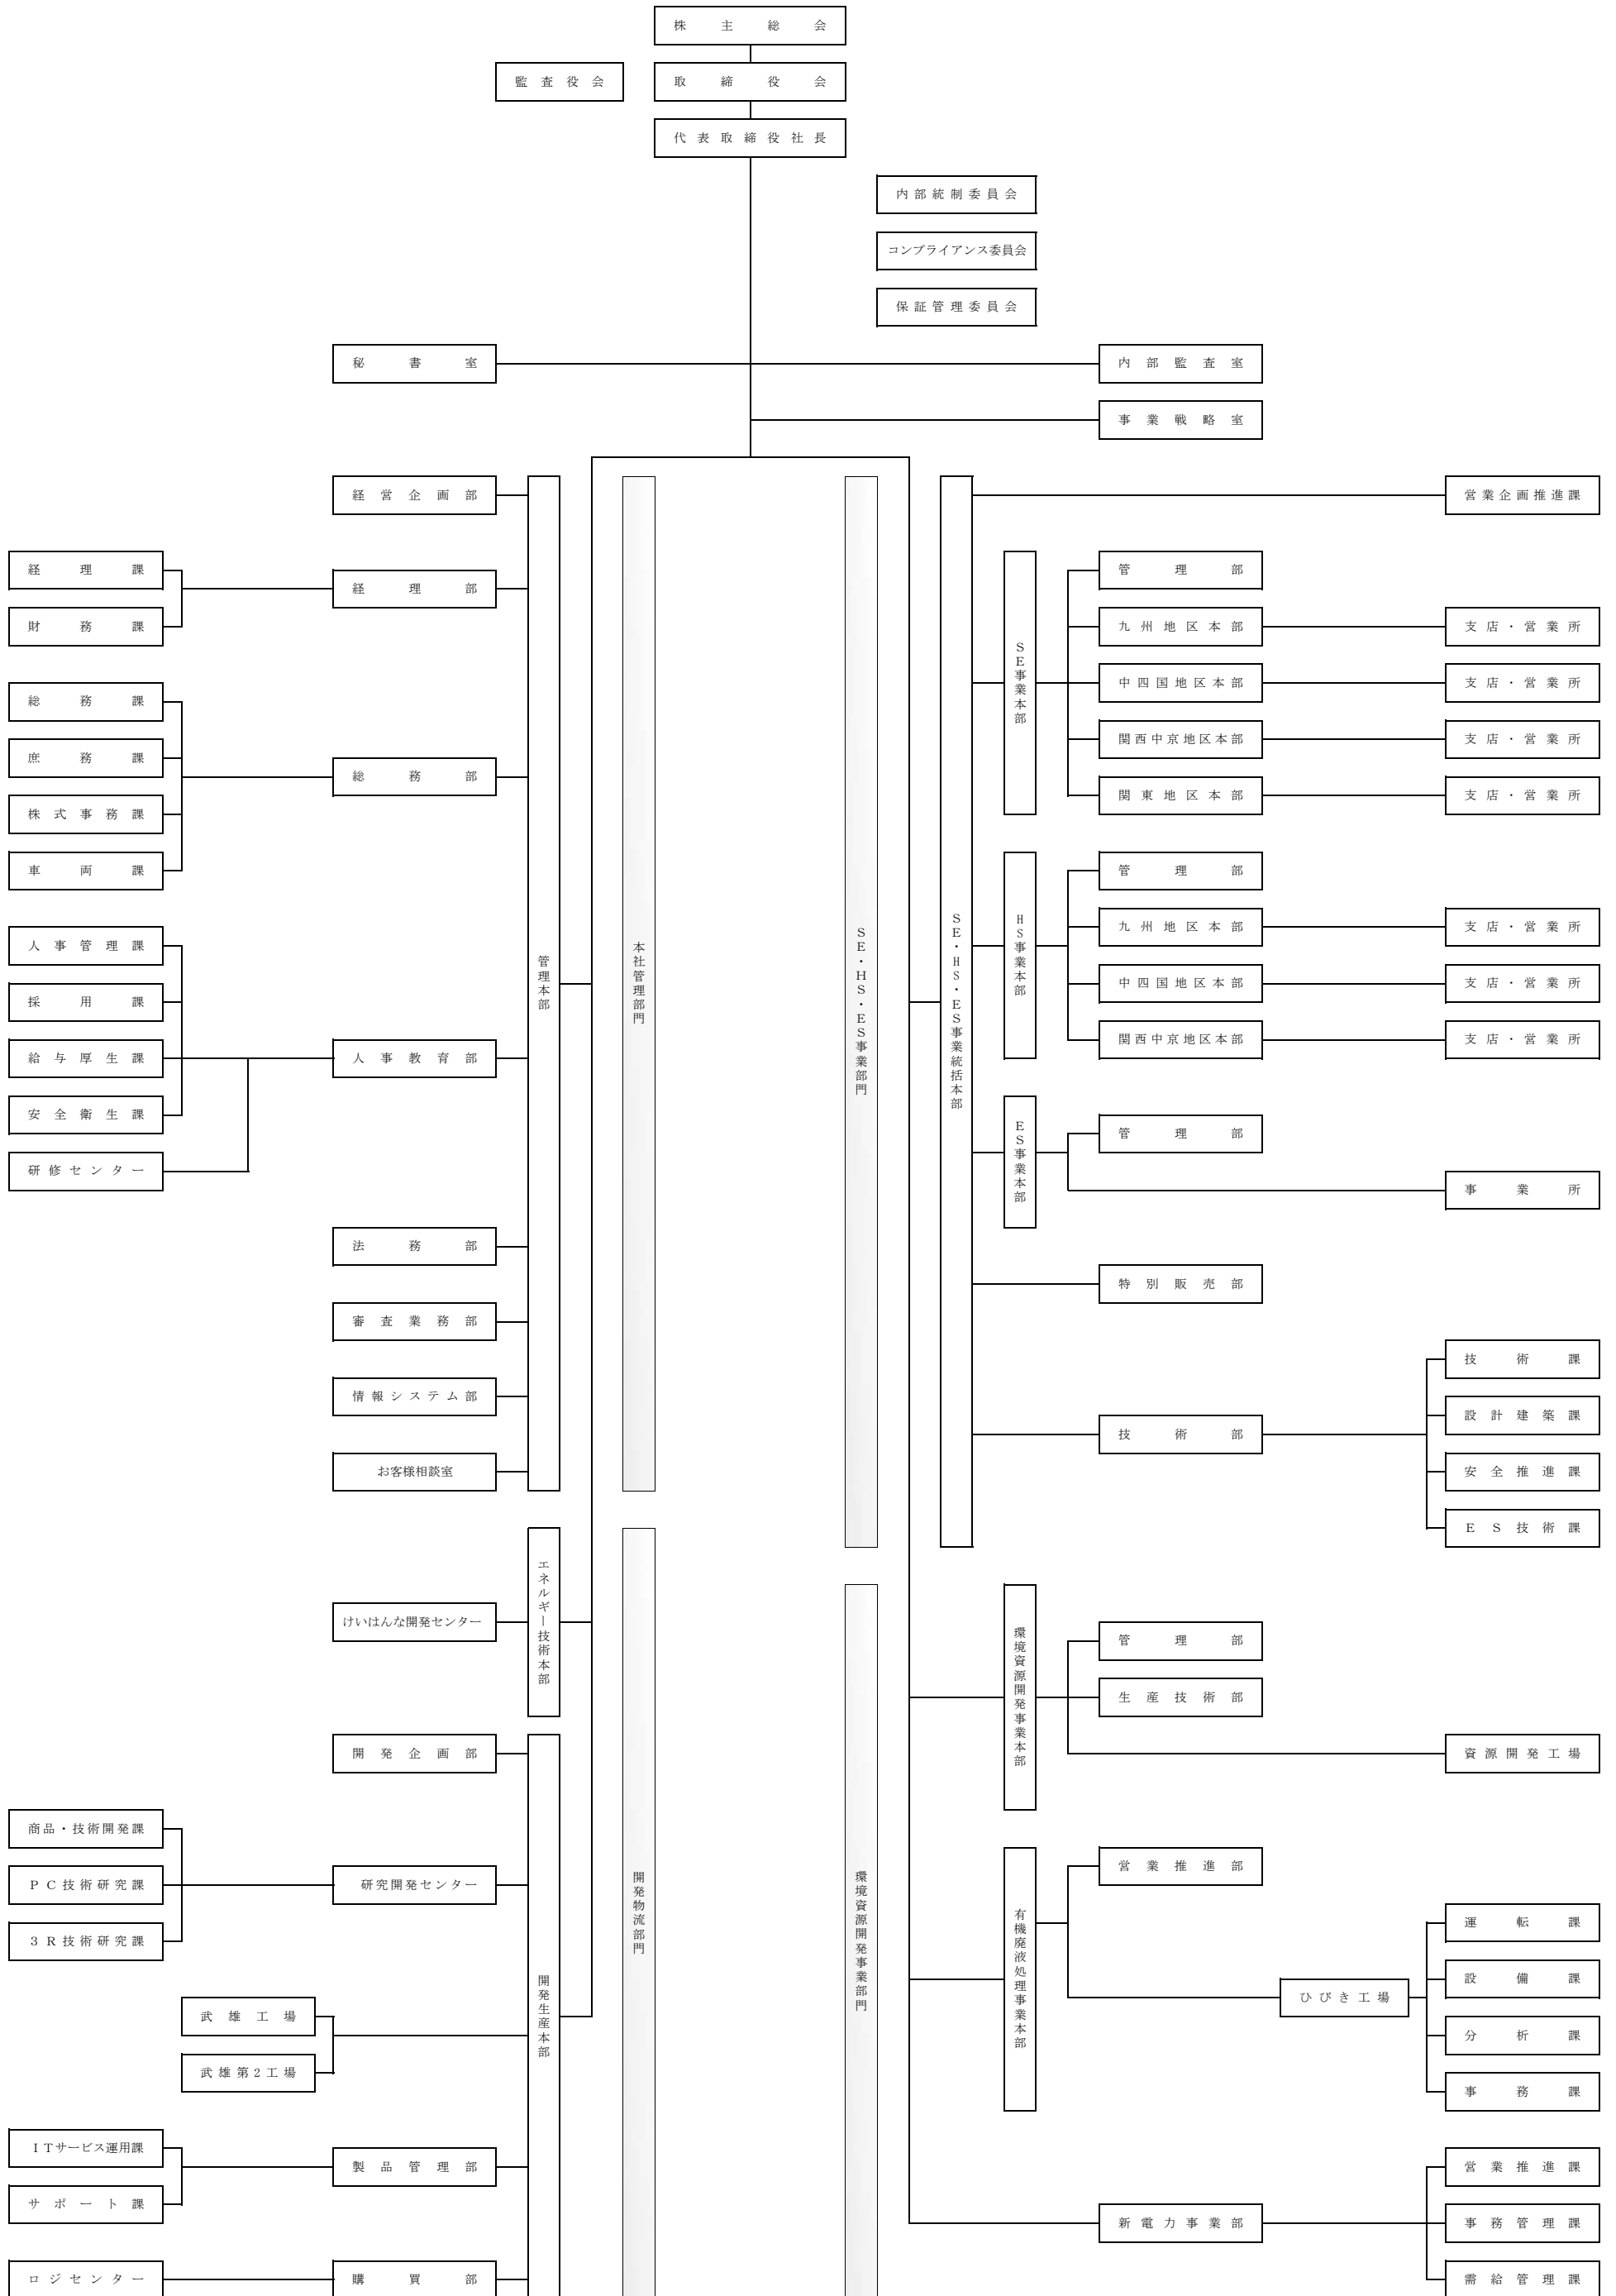 株主総会
監査役会
取締役会
代表取締役社長
内部統制委員会
コンプライアンス委員会
保証管理委員会
秘書室
内部監査室
事業戦略室
本社管理部門
管理本部
経営企画部
経理部
経理課
財務課
総務部
総務課
庶務課
株式事務課
車両課
人事教育部
人事管理課
採用課
給与厚生課
安全衛生課
研修センター
法務部
審査業務部
情報システム部
お客様相談室
開発物流部門
エネルギー技術本部
けいはんな開発センター
開発生産本部
開発企画部
研究開発センター
商品・技術開発課
ＰＣ技術研究課
３Ｒ技術研究課
武雄工場
武雄第2工場
製品管理部
ＩＴサービス運用課
サポート課
購買部
ロジセンター
ＳＥ・ＨＳ・ＥＳ事業部門
ＳＥ・ＨＳ・ＥＳ事業統括本部
営業企画推進課
ＳＥ事業本部
管理部
九州地区本部
支店・営業所
中四国地区本部
支店・営業所
関西中京地区本部
支店・営業所
関東地区本部
支店・営業所
ＨＳ事業本部
管理部
九州地区本部
支店・営業所
中四国地区本部
支店・営業所
関西中京地区本部
支店・営業所
ＥＳ事業本部
管理部
事業所
特別販売部
技術部
技術課
設計建築課
安全推進課
ＥＳ技術課
環境資源開発事業部門
環境資源開発事業本部
管理部
生産技術部
資源開発工場
有機廃液処理事業本部
営業推進部
ひびき工場
運転課
設備課
分析課
事務課
新電力事業部
営業推進課
事務管理課
需給管理課